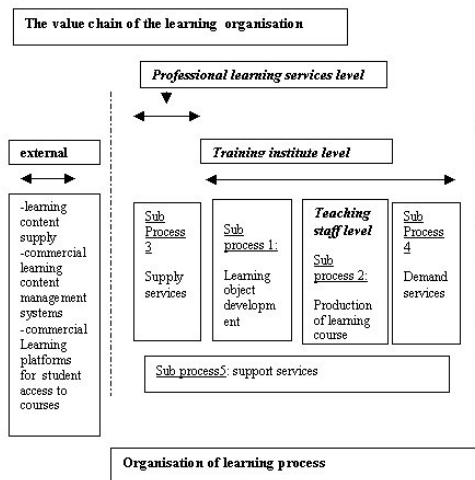 The value chain of the learning organisation
Professional learning services level
external
Training institute level
-learning
content
supply
-commercial
learning
content
management
systems
-commercial
Learning
platforms
for student
access to
courses
Sub
Process
3
Supply
services
Sub
process 1:
Learning
object
developm
ent
Teaching
staff level
Sub
process 2:
Production
of learning
course
Sub
Process
4
Demand
services
Sub process5: support services
Organisation of learning process